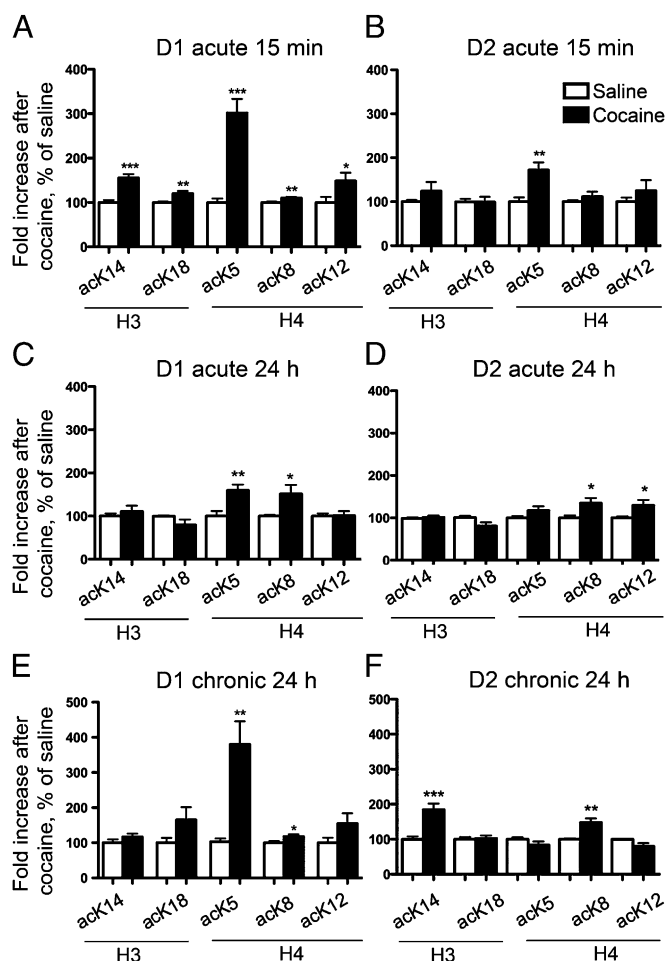 A
D1 acute 15 min
Fold increase after
cocaine, % of saline
400
300
200
100
0
***
**
***
**
*
acK14
acK18
acK5
acK8
acK12
H3
H4
B
D2 acute 15 min
Saline
Cocaine
400
300
200
100
0
**
acK14
acK18
acK5
acK8
acK12
H3
H4
C
D1 acute 24 h
Fold increase after
cocaine, % of saline
400
300
200
100
0
**
*
acK14
acK18
acK5
acK8
acK12
H3
H4
D
D2 acute 24 h
400
300
200
100
0
*
*
acK14
acK18
acK5
acK8
acK12
H3
H4
E
D1 chronic 24 h
Fold increase after
cocaine, % of saline
500
400
300
200
100
0
**
*
acK14
acK18
acK5
acK8
acK12
H3
H4
F
D2 chronic 24 h
500
400
300
200
100
0
***
**
acK14
acK18
acK5
acK8
acK12
H3
H4